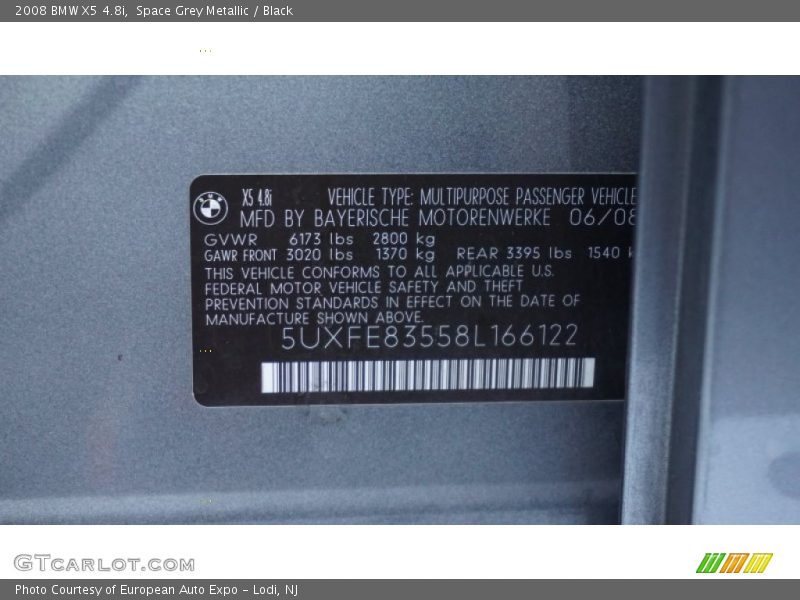 2008 BMW X5 4.8i, Space Grey Metallic / Black
BMW
X5 4.8i VEHICLE TYPE: MULTIPURPOSE PASSENGER VEHICLE
MFD BY BAYERISCHE MOTORENWERKE 06/08
GVWR 6173 lbs 2800 kg
GAWR FRONT 3020 lbs 1370 kg REAR 3395 lbs 1540 k
THIS VEHICLE CONFORMS TO ALL APPLICABLE U.S.
FEDERAL MOTOR VEHICLE SAFETY AND THEFT
PREVENTION STANDARDS IN EFFECT ON THE DATE OF
MANUFACTURE SHOWN ABOVE.
5UXFE83558L166122
GTCARLOT.COM
Photo Courtesy of European Auto Expo - Lodi, NJ